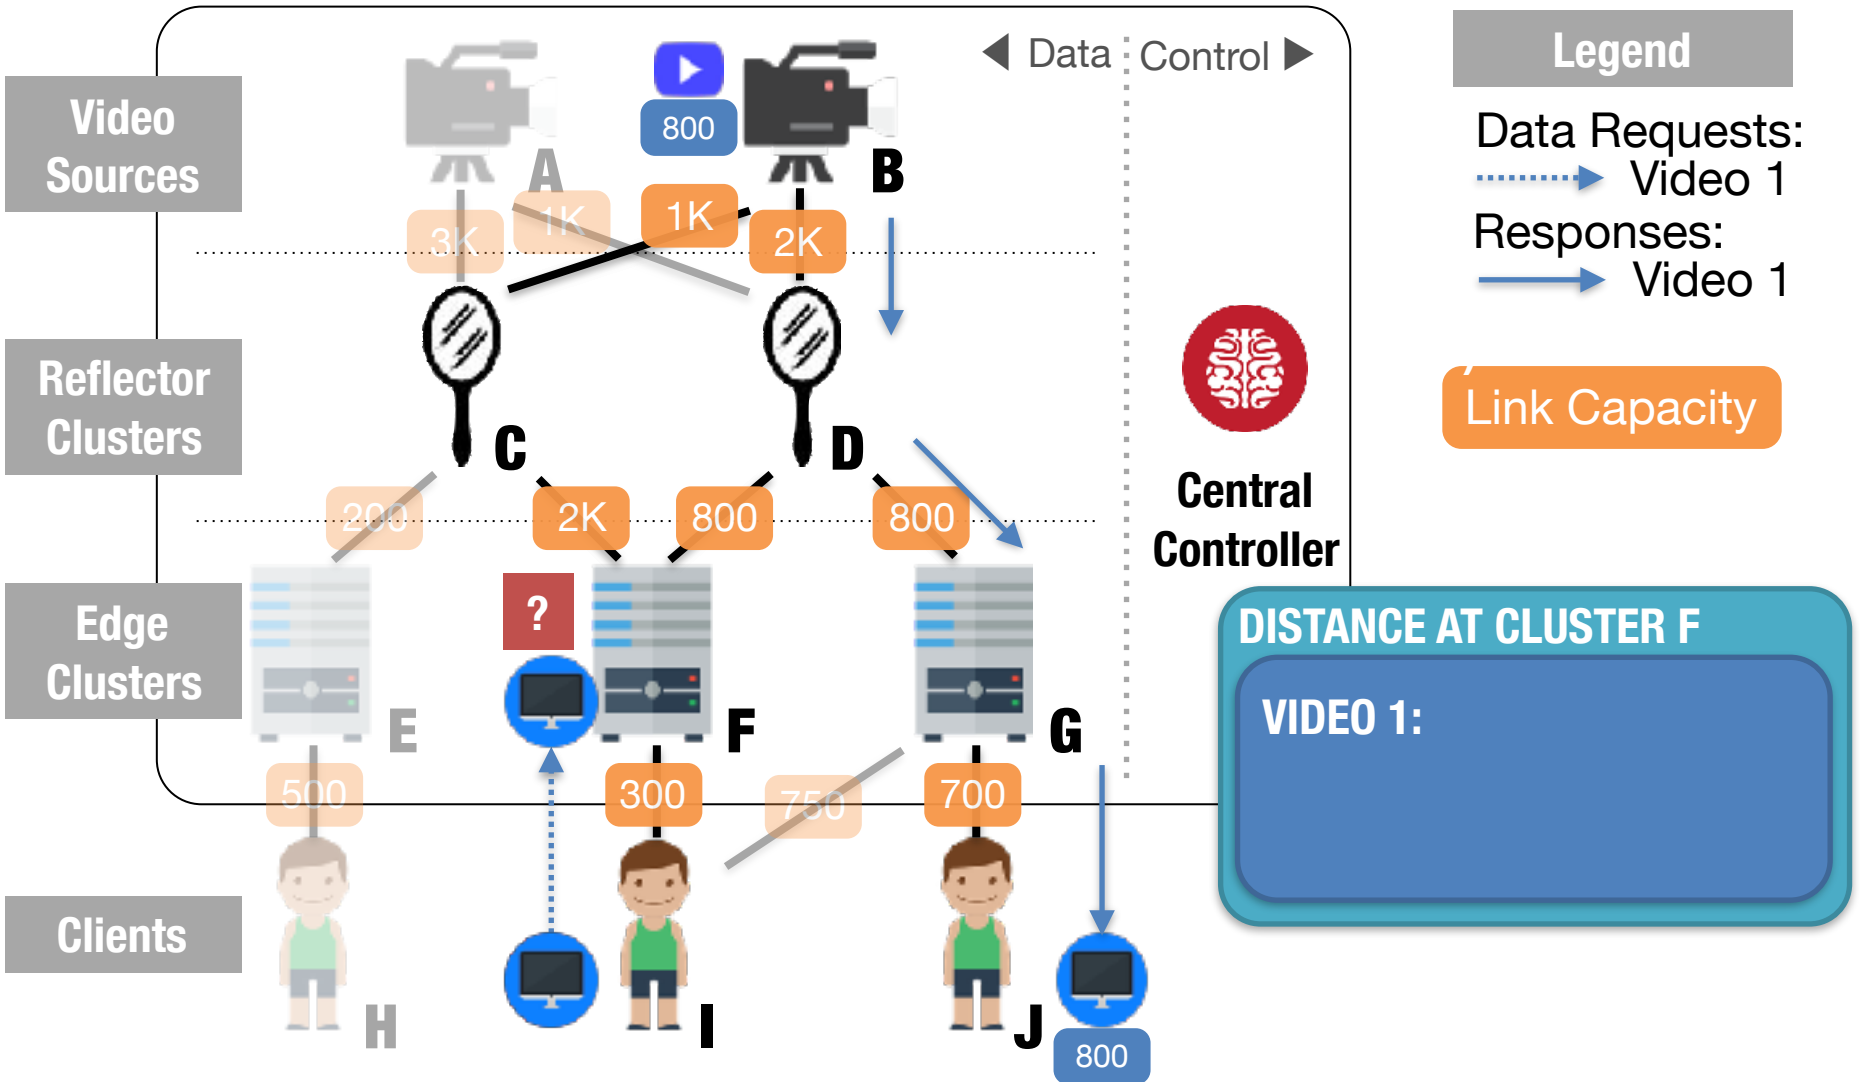 Data
Control
Legend
Video
Sources
800
A
B
Data Requests:
Video 1
Responses:
Video 1
3K
1K
1K
2K
Reflector
Clusters
C
D
Link Capacity
Central
Controller
200
2K
800
800
Edge
Clusters
?
E
F
G
DISTANCE AT CLUSTER F
VIDEO 1:
500
300
750
700
Clients
H
I
J
800